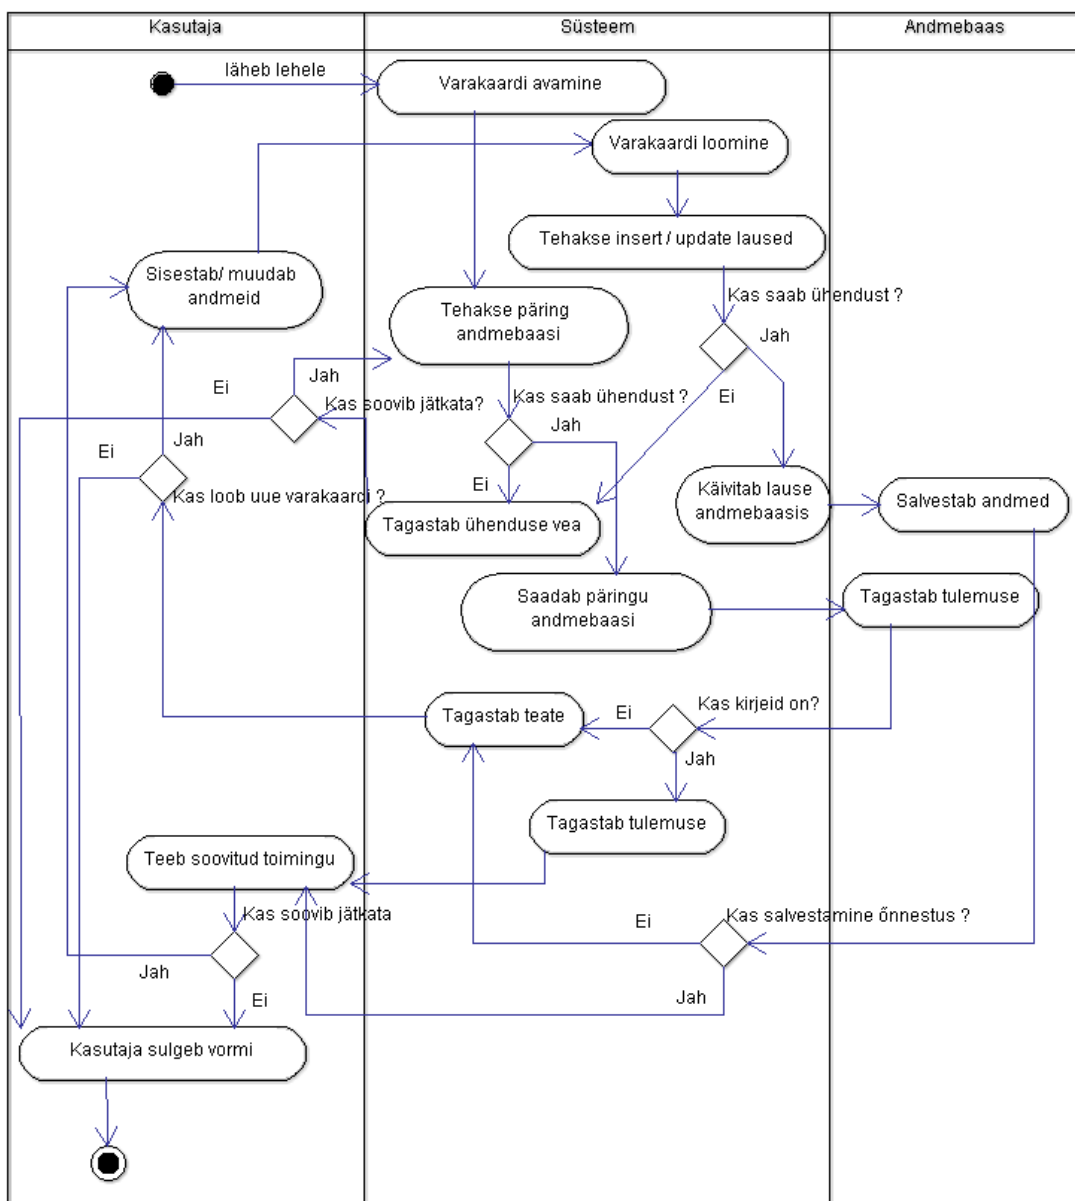 Kasutaja
Süsteem
Andmebaas
läheb lehele
Varakaardi avamine
Varakaardi loomine
Tehakse insert / update laused
Sisestab/ muudab
andmeid
Kas saab ühendust ?
Tehakse päring
andmebaasi
Jah
Jah
Ei
Kas soovib jätkata?
Kas saab ühendust ?
Ei
Jah
Jah
Ei
Kas loob uue varakaardi ?
Ei
Käivitab lause
andmebaasis
Salvestab andmed
Tagastab ühenduse vea
Saadab päringu
andmebaasi
Tagastab tulemuse
Kas kirjeid on?
Tagastab teate
Ei
Jah
Tagastab tulemuse
Teeb soovitud toimingu
Kas soovib jätkata
Ei
Kas salvestamine õnnestus ?
Jah
Ei
Jah
Kasutaja sulgeb vormi